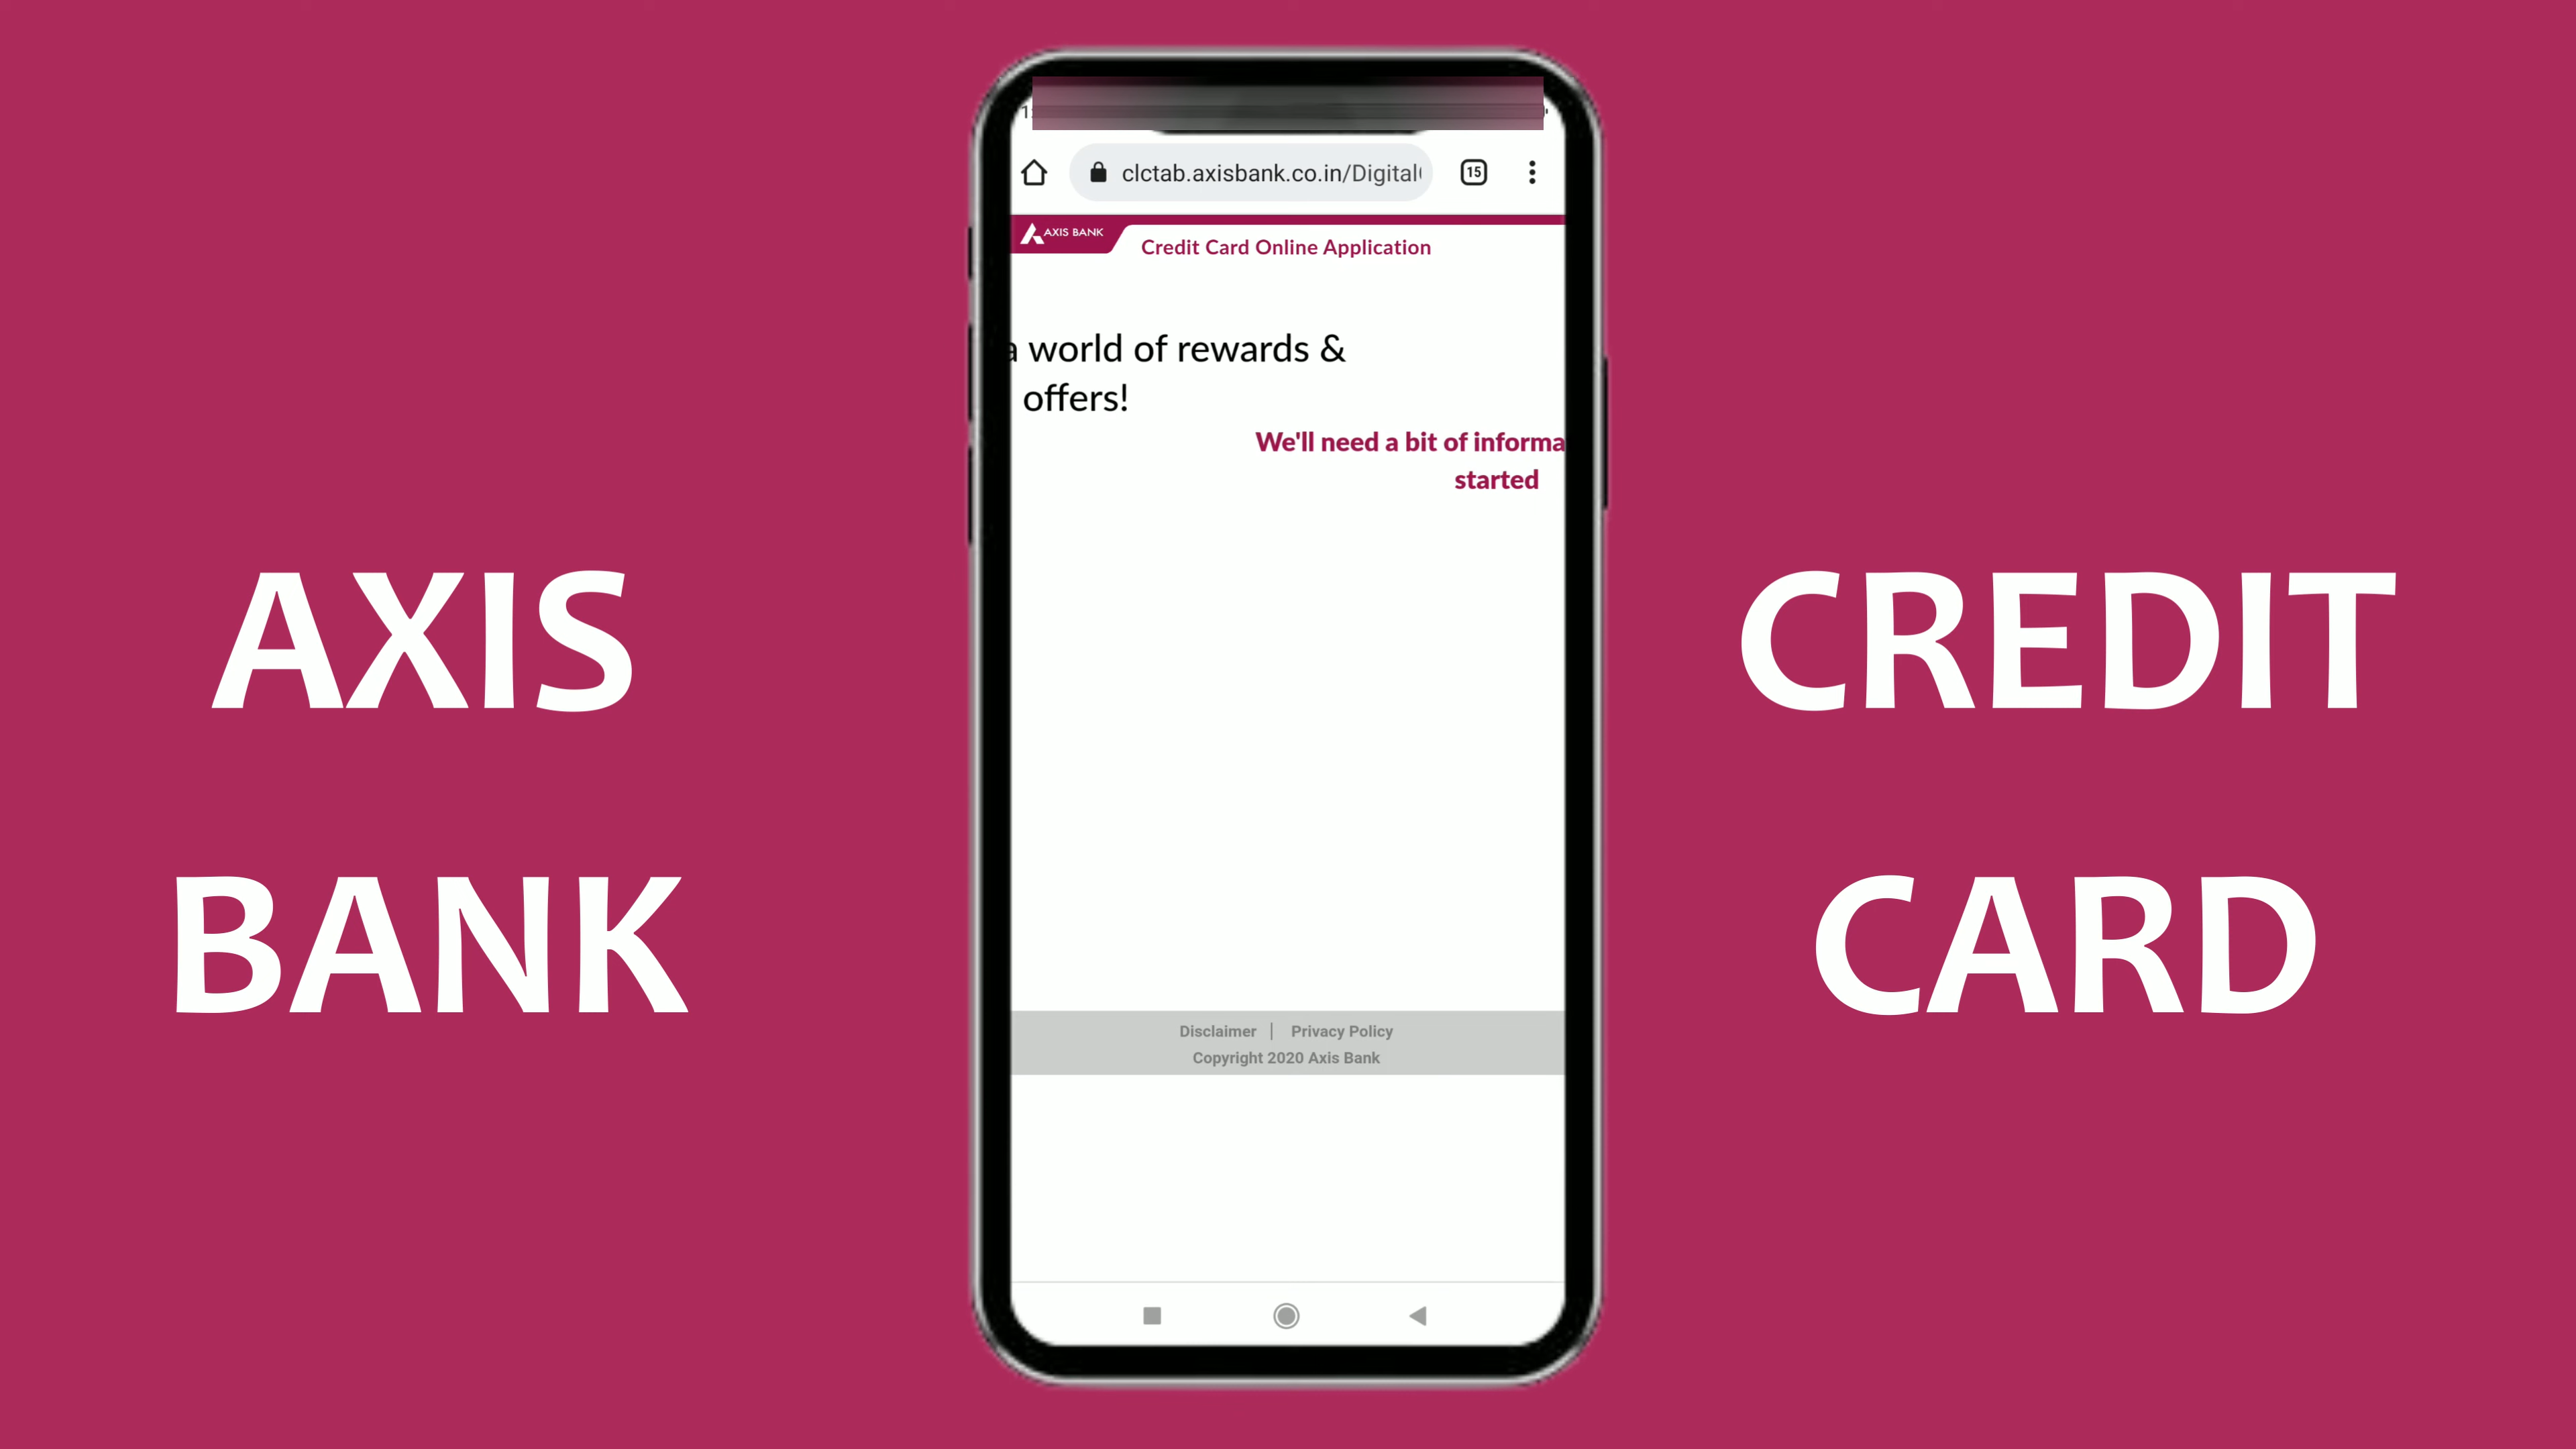 clctab.axisbank.co.in/Digital
15
AXIS BANK
Credit Card Online Application
a world of rewards &
offers!
We'll need a bit of informa
started
AXIS
BANK
CREDIT
CARD
Disclaimer | Privacy Policy
Copyright 2020 Axis Bank